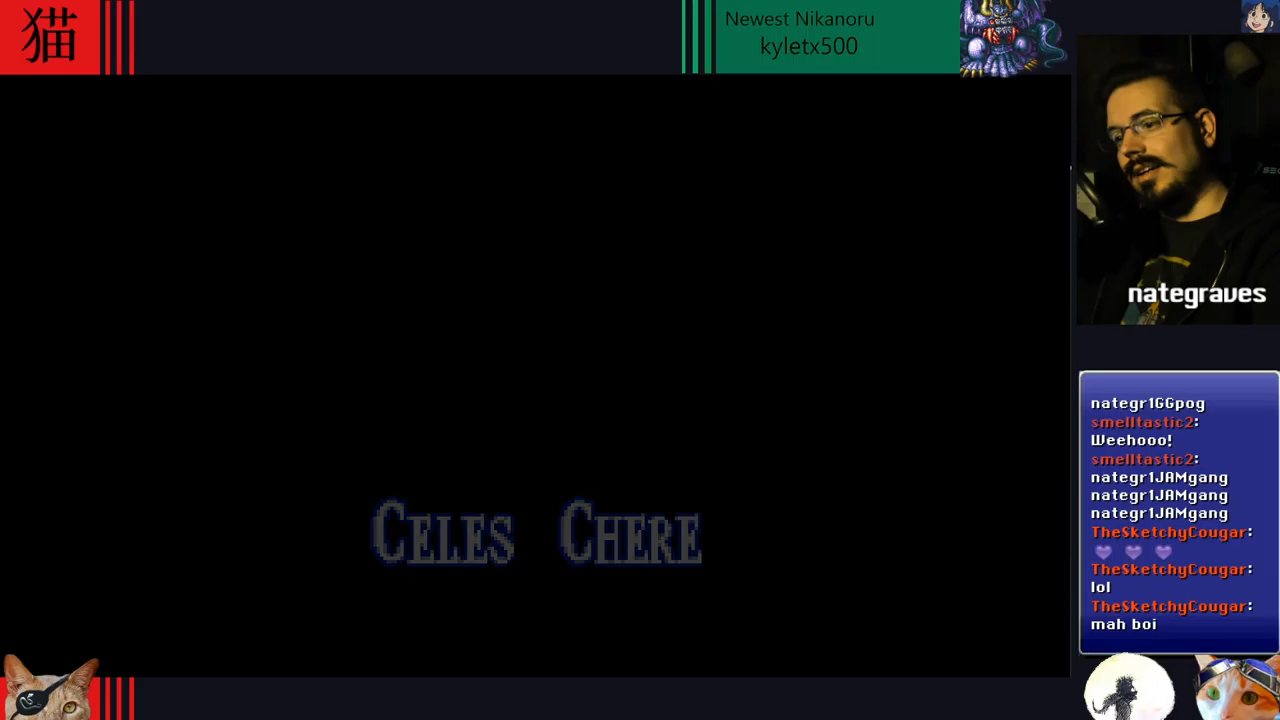 猫
Newest Nikanoru
kyletx500
nategraves
nategr1GGpog
smelltastic2:
Weehooo!
smelltastic2:
nategr1JAMgang
nategr1JAMgang
nategr1JAMgang
TheSketchyCougar:
TheSketchyCougar:
lol
TheSketchyCougar:
mah boi
CELES CHERE